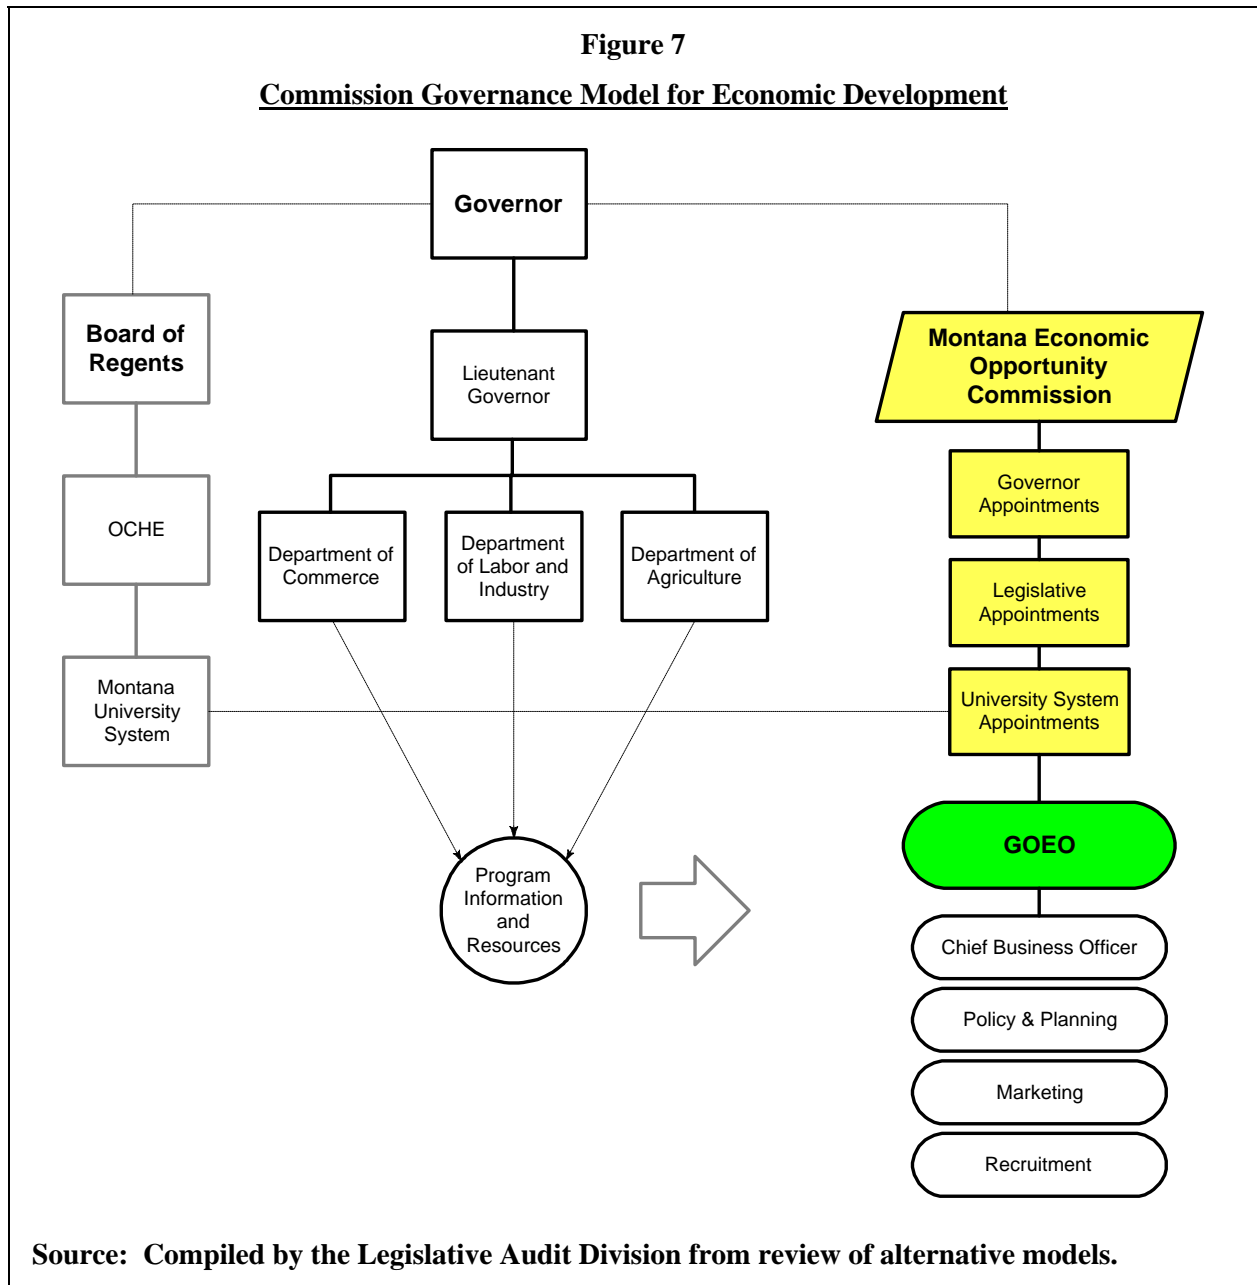 Figure 7
Commission Governance Model for Economic Development
Governor
Board of
Regents
Lieutenant
Governor
Montana Economic
Opportunity
Commission
OCHE
Department of
Commerce
Department
of Labor and
Industry
Department of
Agriculture
Governor
Appointments
Legislative
Appointments
Montana
University
System
University System
Appointments
Program
Information
and
Resources
GOEO
Chief Business Officer
Policy & Planning
Marketing
Recruitment
Source: Compiled by the Legislative Audit Division from review of alternative models.